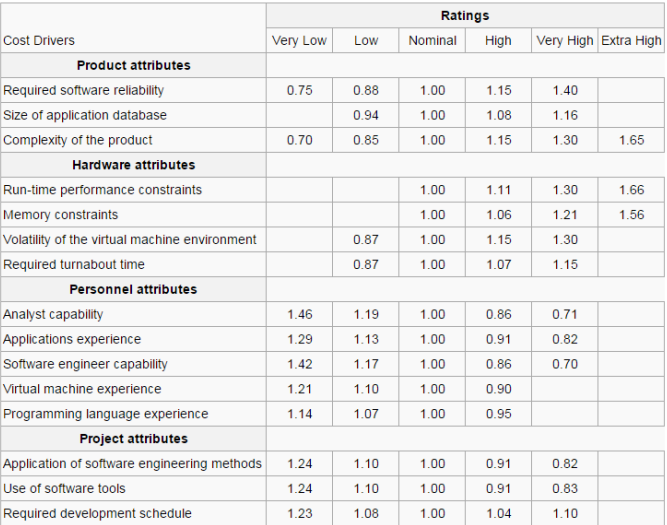 Ratings
Cost Drivers Very Low Low Nominal High Very High Extra High
Product attributes
Required software reliability 0.75 0.88 1.00 1.15 1.40
Size of application database 0.94 1.00 1.08 1.16
Complexity of the product 0.70 0.85 1.00 1.15 1.30 1.65
Hardware attributes
Run-time performance constraints 1.00 1.11 1.30 1.66
Memory constraints 1.00 1.06 1.21 1.56
Volatility of the virtual machine environment 0.87 1.00 1.15 1.30
Required turnabout time 0.87 1.00 1.07 1.15
Personnel attributes
Analyst capability 1.46 1.19 1.00 0.86 0.71
Applications experience 1.29 1.13 1.00 0.91 0.82
Software engineer capability 1.42 1.17 1.00 0.86 0.70
Virtual machine experience 1.21 1.10 1.00 0.90
Programming language experience 1.14 1.07 1.00 0.95
Project attributes
Application of software engineering methods 1.24 1.10 1.00 0.91 0.82
Use of software tools 1.24 1.10 1.00 0.91 0.83
Required development schedule 1.23 1.08 1.00 1.04 1.10